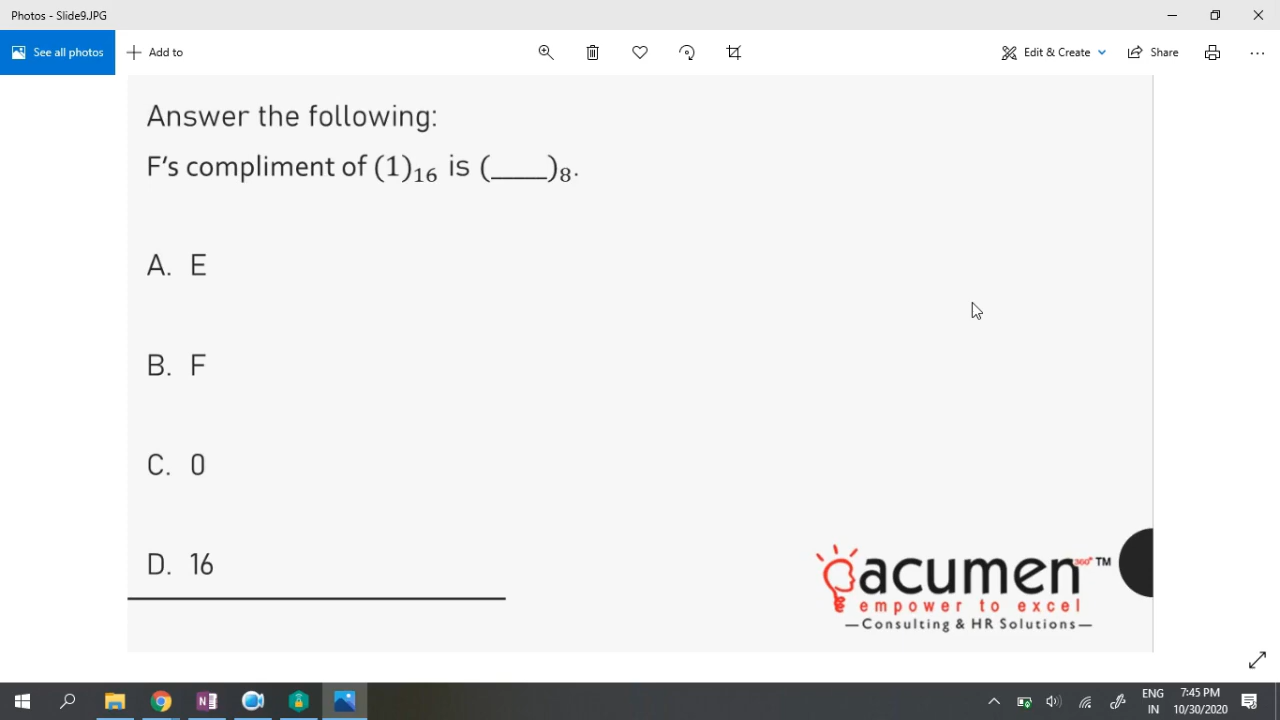 Photos - Slide9.JPG
See all photos
Add to
Edit & Create
Share
Answer the following:
F's compliment of (1)16 is (____)8.
A. E
B. F
C. 0
D. 16
acumen 360° TM
empower to excel
—Consulting & HR Solutions—
ENG
IN
7:45 PM
10/30/2020